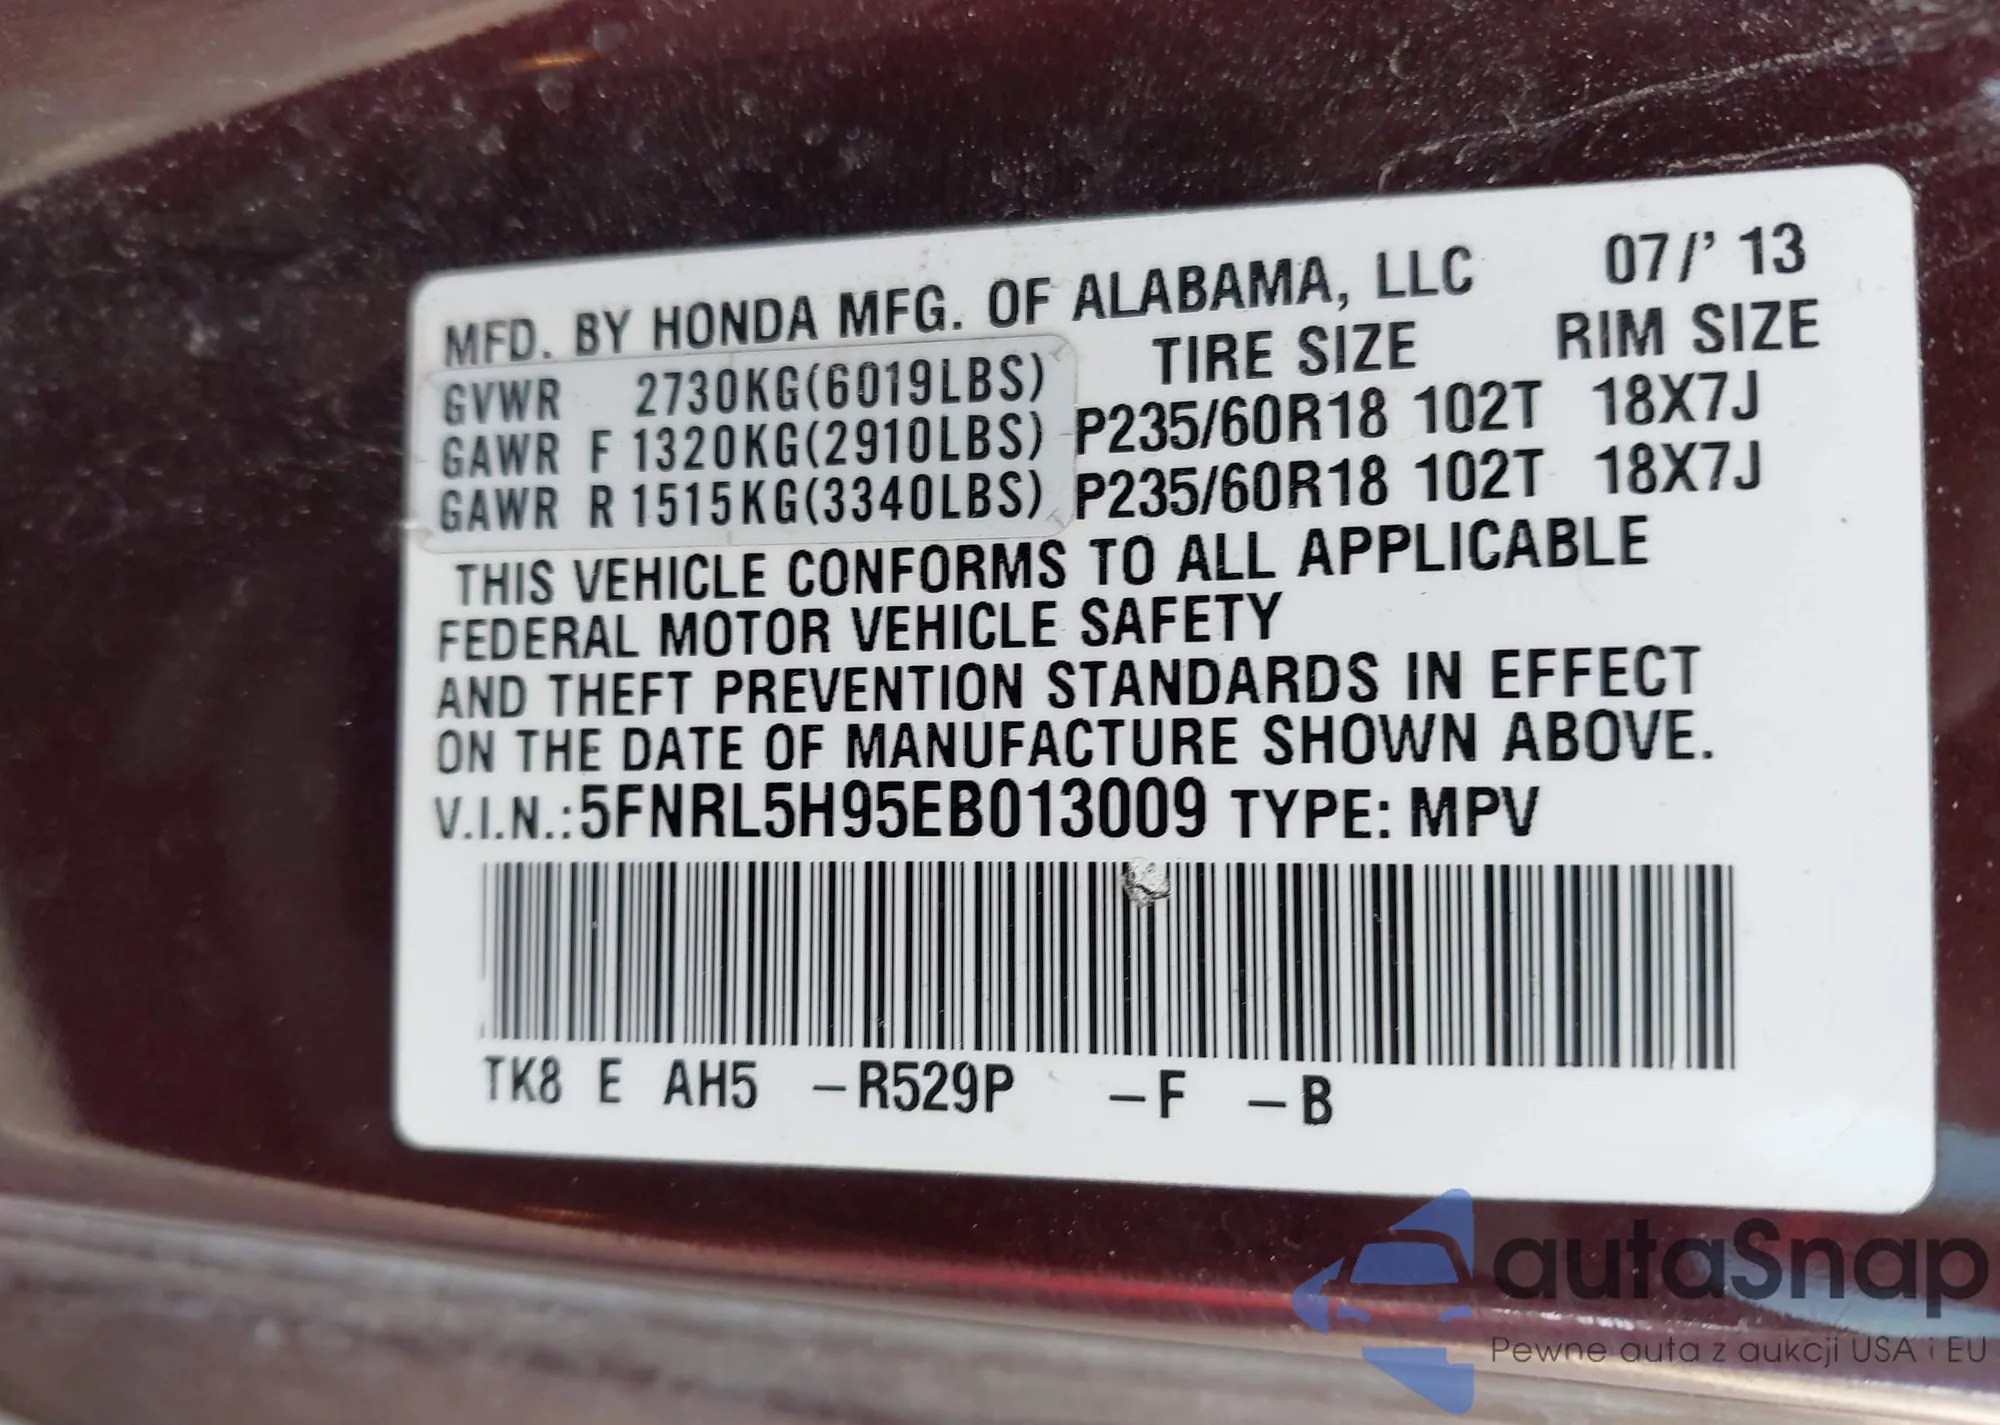 MFD. BY HONDA MFG. OF ALABAMA, LLC 07/' 13
TIRE SIZE RIM SIZE
GVWR 2730KG(6019LBS)
GAWR F 1320KG(2910LBS) P235/60R18 102T 18X7J
GAWR R 1515KG(3340LBS) P235/60R18 102T 18X7J
THIS VEHICLE CONFORMS TO ALL APPLICABLE
FEDERAL MOTOR VEHICLE SAFETY
AND THEFT PREVENTION STANDARDS IN EFFECT
ON THE DATE OF MANUFACTURE SHOWN ABOVE.
V.I.N.:5FNRL5H95EB013009 TYPE: MPV
TK8 E AH5 –R529P –F –B
autaSnap
Pewne auta z aukcji USA i EU